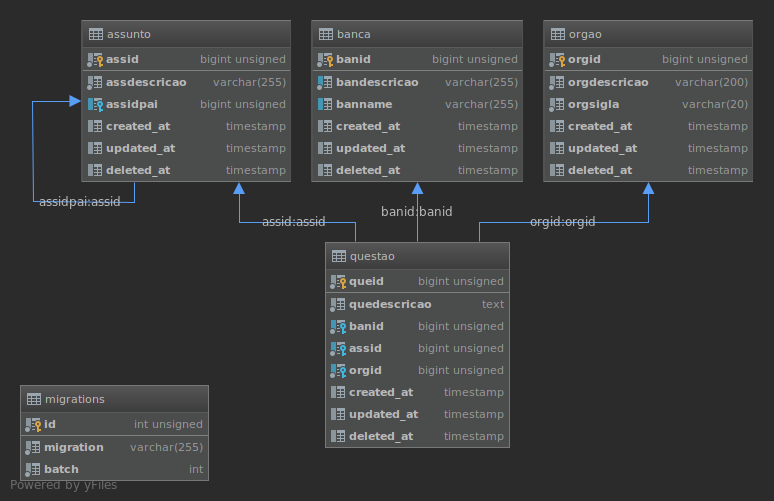 assunto
assid bigint unsigned
assdescricao varchar(255)
assidpai bigint unsigned
created_at timestamp
updated_at timestamp
deleted_at timestamp
banca
banid bigint unsigned
bandescricao varchar(255)
banname varchar(255)
created_at timestamp
updated_at timestamp
deleted_at timestamp
orgao
orgid bigint unsigned
orgdescricao varchar(200)
orgsigla varchar(20)
created_at timestamp
updated_at timestamp
deleted_at timestamp
assidpai:assid
assid:assid
banid:banid
orgid:orgid
questao
queid bigint unsigned
quedescricao text
banid bigint unsigned
assid bigint unsigned
orgid bigint unsigned
created_at timestamp
updated_at timestamp
deleted_at timestamp
migrations
id int unsigned
migration varchar(255)
batch int
Powered by yFiles